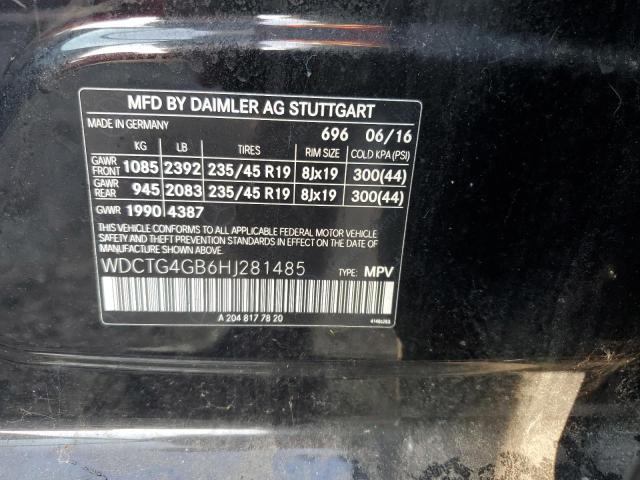 MFD BY DAIMLER AG STUTTGART
MADE IN GERMANY 696 06/16
KG LB TIRES RIM SIZE COLD KPA (PSI)
GAWR FRONT 1085 2392 235/45 R19 8Jx19 300(44)
GAWR REAR 945 2083 235/45 R19 8Jx19 300(44)
GVWR 1990 4387
THIS VEHICLE CONFORMS TO ALL APPLICABLE FEDERAL MOTOR VEHICLE
SAFETY STANDARDS IN EFFECT ON THE DATE OF MANUFACTURE
SHOWN ABOVE.
WDCTG4GB6HJ281485 TYPE: MPV
A 204 817 78 20